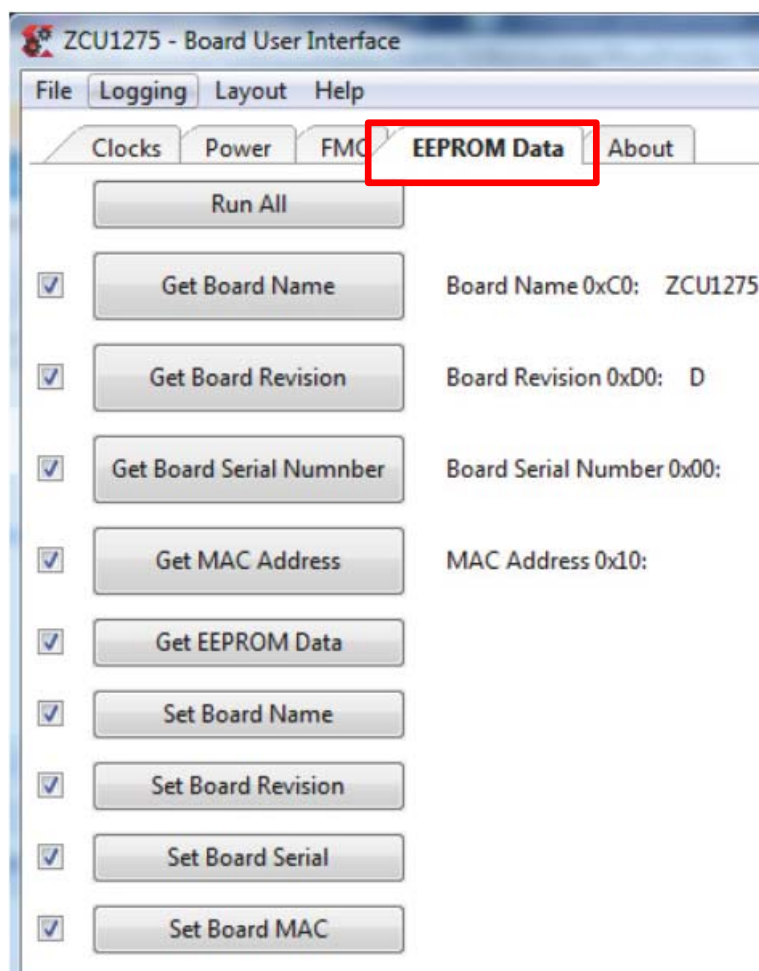 ZCU1275 - Board User Interface
File Logging Layout Help
Clocks Power FMC EEPROM Data About
Run All
Get Board Name Board Name 0xC0: ZCU1275
Get Board Revision Board Revision 0xD0: D
Get Board Serial Numnber Board Serial Number 0x00:
Get MAC Address MAC Address 0x10:
Get EEPROM Data
Set Board Name
Set Board Revision
Set Board Serial
Set Board MAC